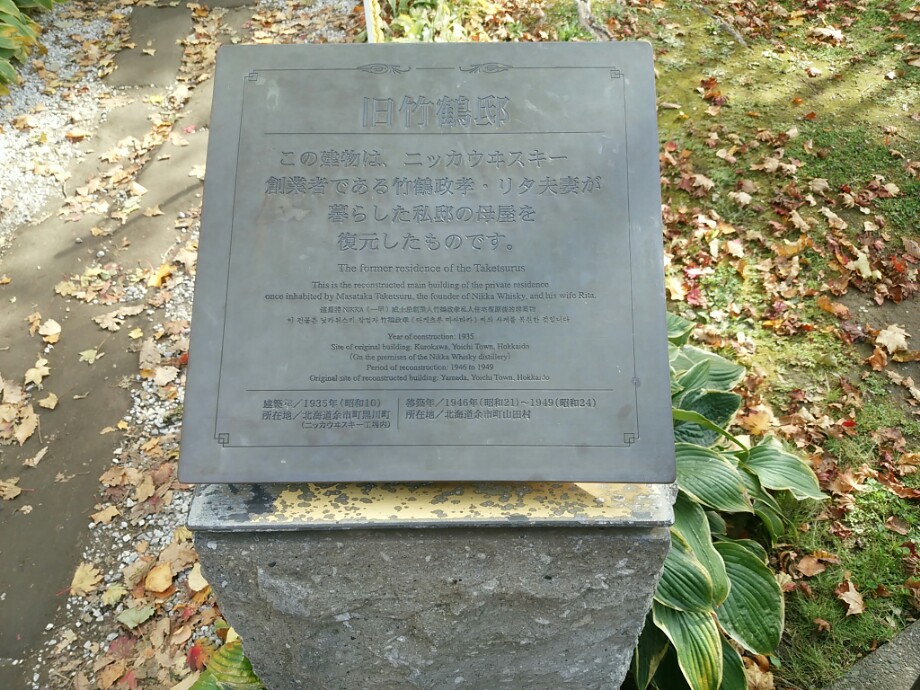 旧竹鶴邸
この建物は、ニッカウヰスキー
創業者である竹鶴政孝・リタ夫妻が
暮らした私邸の母屋を
復元したものです。
The former residence of the Taketsurus
This is the reconstructed main building of the private residence
once inhabited by Masataka Taketsuru, the founder of Nikka Whisky, and his wife Rita.
Year of construction: 1935
Site of original building: Kurokawa, Yoichi Town, Hokkaido
(On the premises of the Nikka Whisky distillery)
Period of reconstruction: 1946 to 1949
Original site of reconstructed building: Yamada, Yoichi Town, Hokkaido
建築年/1935年(昭和10)
所在地/北海道余市町黒川町
(ニッカウヰスキー工場内)
移築年/1946年(昭和21)〜1949(昭和24)
所在地/北海道余市町山田村